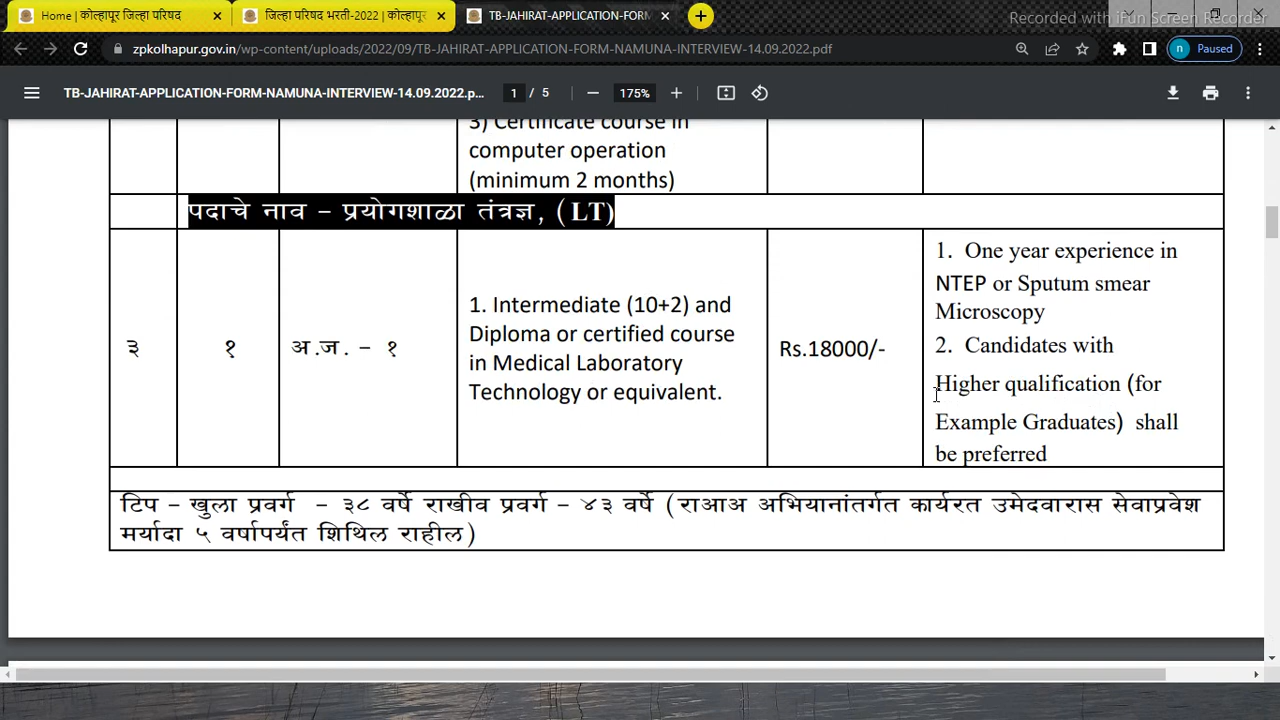 Home | कोल्हापूर जिल्हा परिषद
जिल्हा परिषद भरती-2022 | कोल्हापूर
TB-JAHIRAT-APPLICATION-FORM
Recorded with iFun Screen Recorder
zpkolhapur.gov.in/wp-content/uploads/2022/09/TB-JAHIRAT-APPLICATION-FORM-NAMUNA-INTERVIEW-14.09.2022.pdf
n Paused
TB-JAHIRAT-APPLICATION-FORM-NAMUNA-INTERVIEW-14.09.2022.p...
1 / 5
175%
3) Certificate course in
computer operation
(minimum 2 months)
पदाचे नाव – प्रयोगशाळा तंत्रज्ञ, (LT)
३
१
अ.ज. – १
1. Intermediate (10+2) and
Diploma or certified course
in Medical Laboratory
Technology or equivalent.
Rs.18000/-
1. One year experience in
NTEP or Sputum smear
Microscopy
2. Candidates with
Higher qualification (for
Example Graduates) shall
be preferred
टिप – खुला प्रवर्ग – ३८ वर्षे राखीव प्रवर्ग – ४३ वर्षे (राआअ अभियानांतर्गत कार्यरत उमेदवारास सेवाप्रवेश
मर्यादा ५ वर्षापर्यंत शिथिल राहील)